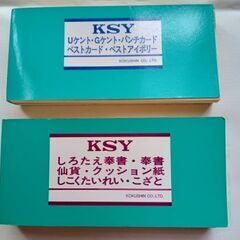 KSY
Uケント・Gケント・パンチカード
ベストカード・ベストアイボリー
KOKUSHIN CO., LTD.
KSY
しろたえ奉書・奉書
仙貨・クッション紙
しこくたいれい・こざと
KOKUSHIN CO., LTD.